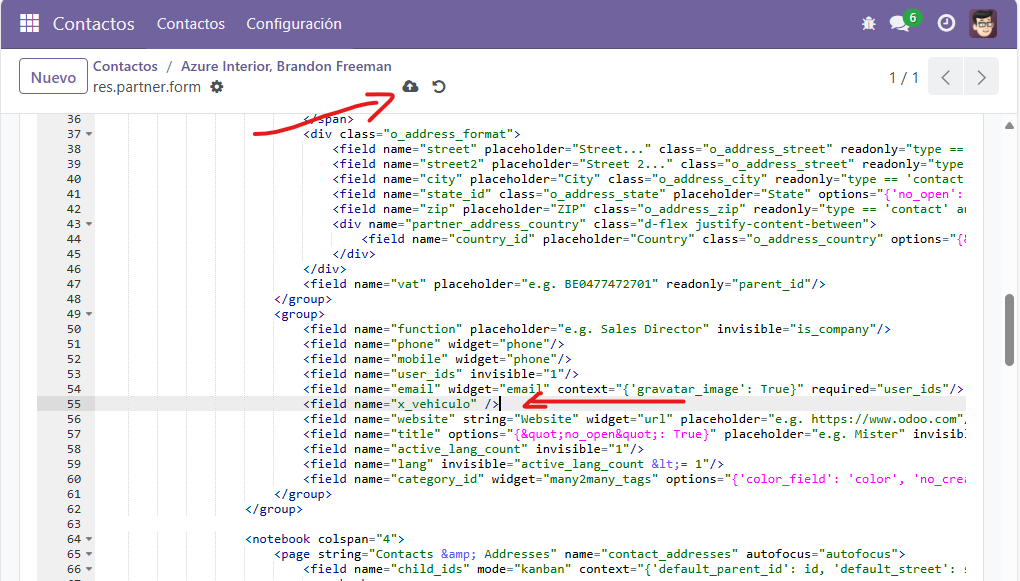 Contactos Contactos Configuración 6
Nuevo Contactos / Azure Interior, Brandon Freeman
res.partner.form 1 / 1
36 </span>
37 <div class="o_address_format">
38 <field name="street" placeholder="Street..." class="o_address_street" readonly="type ==
39 <field name="street2" placeholder="Street 2..." class="o_address_street" readonly="type
40 <field name="city" placeholder="City" class="o_address_city" readonly="type == 'contact
41 <field name="state_id" class="o_address_state" placeholder="State" options="{'no_open':
42 <field name="zip" placeholder="ZIP" class="o_address_zip" readonly="type == 'contact' an
43 <div name="partner_address_country" class="d-flex justify-content-between">
44 <field name="country_id" placeholder="Country" class="o_address_country" options="{&
45 </div>
46 </div>
47 <field name="vat" placeholder="e.g. BE0477472701" readonly="parent_id"/>
48 </group>
49 <group>
50 <field name="function" placeholder="e.g. Sales Director" invisible="is_company"/>
51 <field name="phone" widget="phone"/>
52 <field name="mobile" widget="phone"/>
53 <field name="user_ids" invisible="1"/>
54 <field name="email" widget="email" context="{'gravatar_image': True}" required="user_ids"/>
55 <field name="x_vehiculo" />
56 <field name="website" string="Website" widget="url" placeholder="e.g. https://www.odoo.com"
57 <field name="title" options="{&quot;no_open&quot;: True}" placeholder="e.g. Mister" invisib
58 <field name="active_lang_count" invisible="1"/>
59 <field name="lang" invisible="active_lang_count &lt;= 1"/>
60 <field name="category_id" widget="many2many_tags" options="{'color_field': 'color', 'no_crea
61 </group>
62 </group>
63
64 <notebook colspan="4">
65 <page string="Contacts &amp; Addresses" name="contact_addresses" autofocus="autofocus">
66 <field name="child_ids" mode="kanban" context="{'default_parent_id': id, 'default_street': s